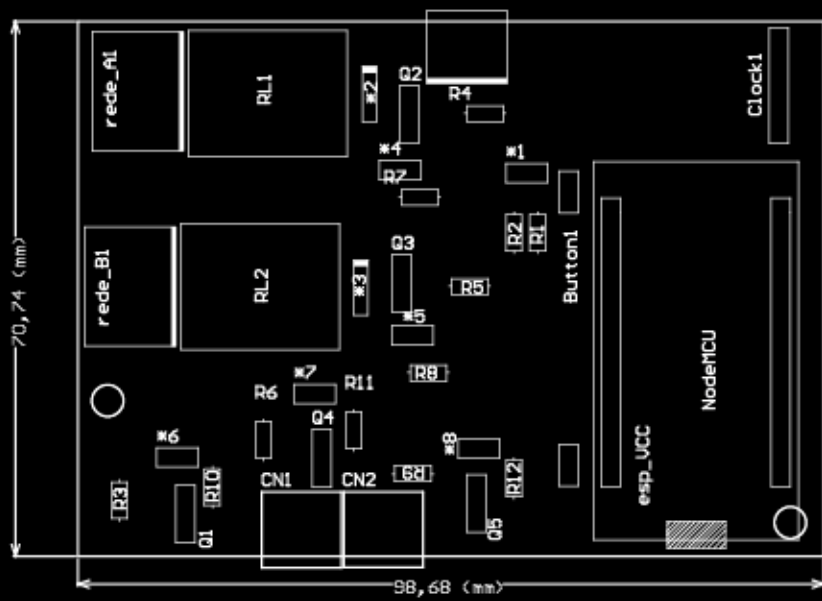 rede_A1
RL1
*2
Q2
R4
Clock1
*4
R7
*1
R2
R1
Button1
rede_B1
RL2
*3
Q3
R5
*5
70,74 (mm)
R8
NodeMCU
*7
R6
R11
Q4
*6
*8
esp_VCC
R3
R10
CN1
CN2
R9
R12
Q1
Q5
98,68 (mm)